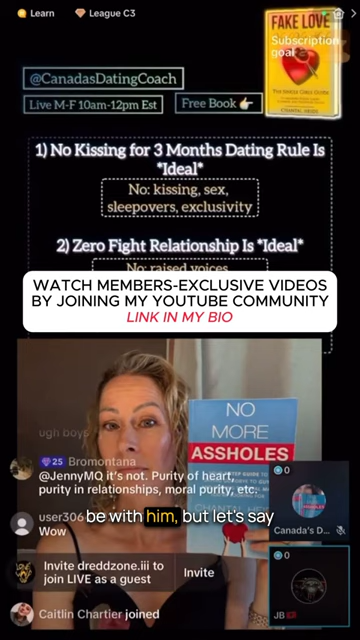 Learn
League C3
FAKE LOVE
Subscription
goal
@CanadasDatingCoach
Live M-F 10am-12pm Est
Free Book
1) No Kissing for 3 Months Dating Rule Is
*Ideal*
No: kissing, sex,
sleepovers, exclusivity
2) Zero Fight Relationship Is *Ideal*
No: raised voices
WATCH MEMBERS-EXCLUSIVE VIDEOS
BY JOINING MY YOUTUBE COMMUNITY
LINK IN MY BIO
NO
MORE
ASSHOLES
ugh boys
25 Bromontana
@JennyMQ it's not. Purity of heart,
purity in relationships, moral purity, etc.
user306
Wow
be with him, but let's say
0
Canada's D...
Invite dreddzone.iii to
join LIVE as a guest
Invite
0
JB
Caitlin Chartier joined